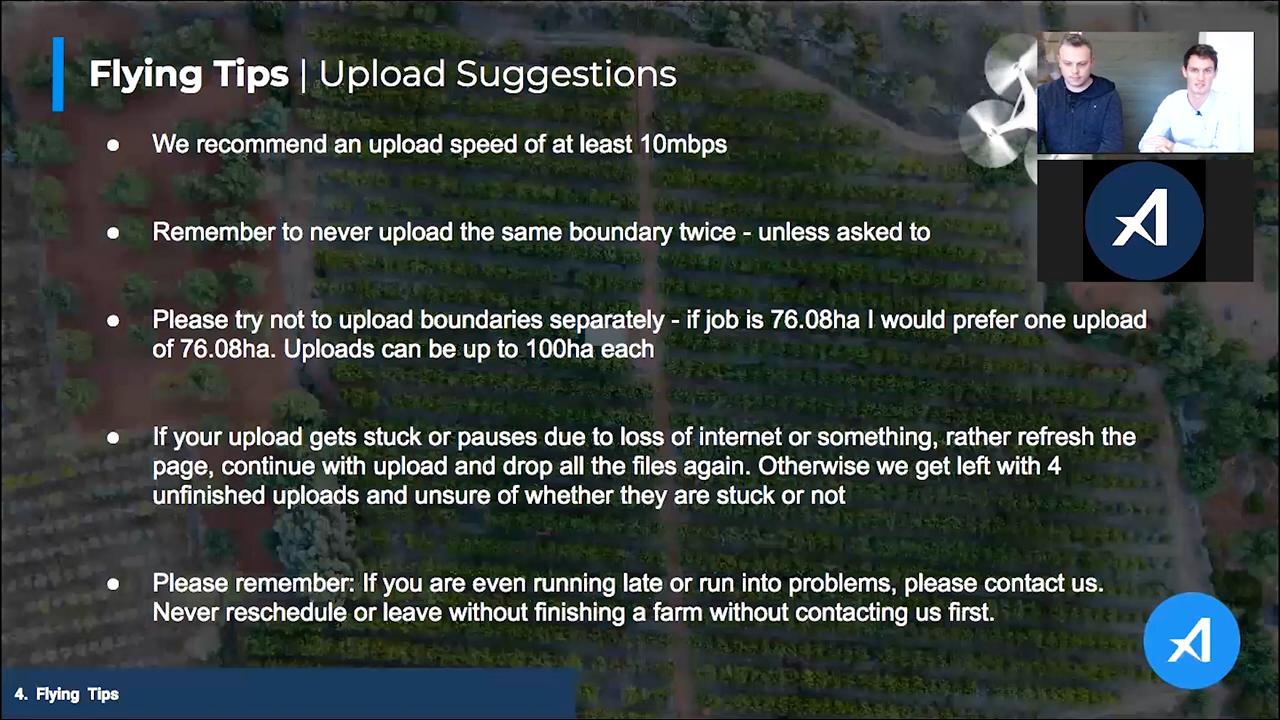 Flying Tips | Upload Suggestions
● We recommend an upload speed of at least 10mbps
● Remember to never upload the same boundary twice - unless asked to
● Please try not to upload boundaries separately - if job is 76.08ha I would prefer one upload
of 76.08ha. Uploads can be up to 100ha each
● If your upload gets stuck or pauses due to loss of internet or something, rather refresh the
page, continue with upload and drop all the files again. Otherwise we get left with 4
unfinished uploads and unsure of whether they are stuck or not
● Please remember: If you are even running late or run into problems, please contact us.
Never reschedule or leave without finishing a farm without contacting us first.
4. Flying Tips